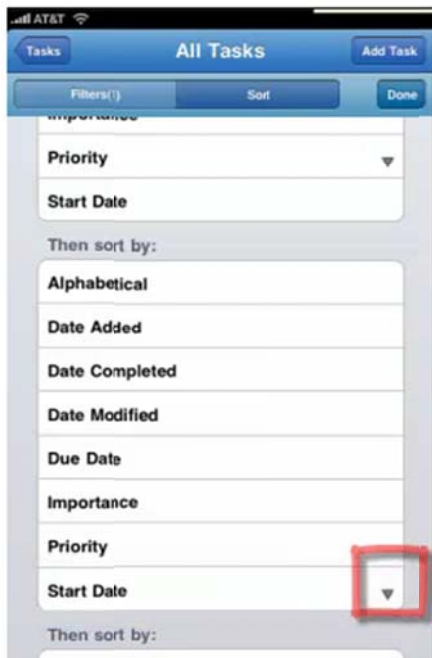 AT&T
Tasks All Tasks Add Task
Filters(1) Sort Done
Importance
Priority
Start Date
Then sort by:
Alphabetical
Date Added
Date Completed
Date Modified
Due Date
Importance
Priority
Start Date
Then sort by: